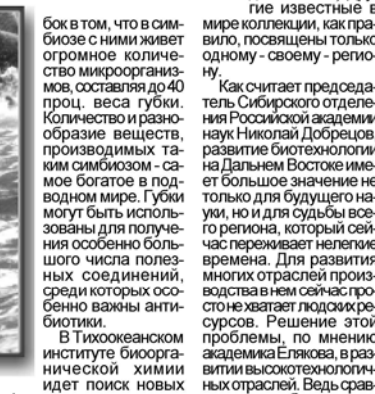 бок в том, что в сим-
биозе с ними живет
огромное количе-
ство микроорганиз-
мов, составляя до 40
проц. веса губки.
Количество и разно-
образие веществ,
производимых та-
ким симбиозом - са-
мое богатое в под-
водном мире. Губки
могут быть исполь-
зованы для получе-
ния особенно боль-
шого числа полез-
ных соединений,
среди которых осо-
бенно важны анти-
биотики.
В Тихоокеанском
институте биоорга-
нической химии
идет поиск новых
гие известные в
мире коллекции, как пра-
вило, посвящены только
одному - своему - регио-
ну.
Как считает председа-
тель Сибирского отделе-
ния Российской академии
наук Николай Добрецов,
развитие биотехнологии
на Дальнем Востоке име-
ет большое значение не
только для будущего на-
уки, но и для судьбы все-
го региона, который сей-
час переживает нелегкие
времена. Для развития
многих отраслей произ-
водства в нем сейчас про-
сто не хватает людских ре-
сурсов. Решение этой
проблемы, по мнению
академика Елякова, в раз-
витии высокотехнологич-
ных отраслей. Ведь срав-